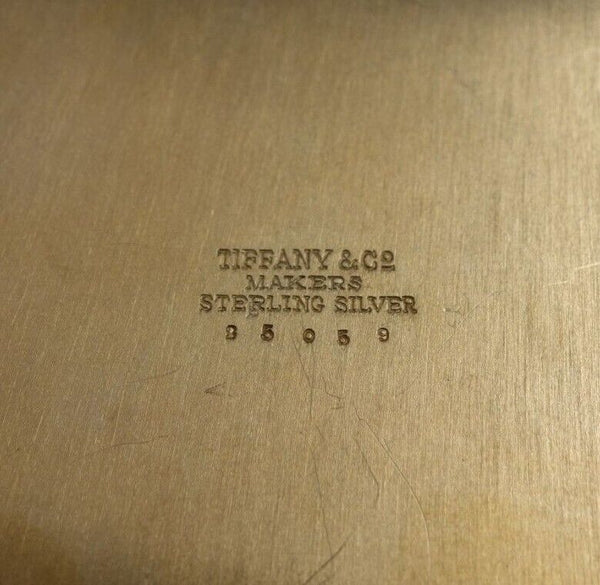 TIFFANY & Cº
MAKERS
STERLING SILVER
25059